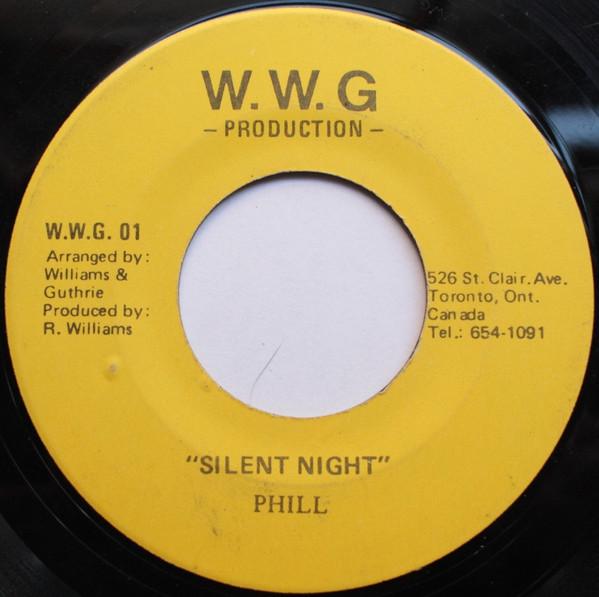 W. W. G
– PRODUCTION –
W.W.G. 01
Arranged by:
Williams &
Guthrie
Produced by:
R. Williams
526 St. Clair. Ave.
Toronto, Ont.
Canada
Tel.: 654-1091
"SILENT NIGHT"
PHILL